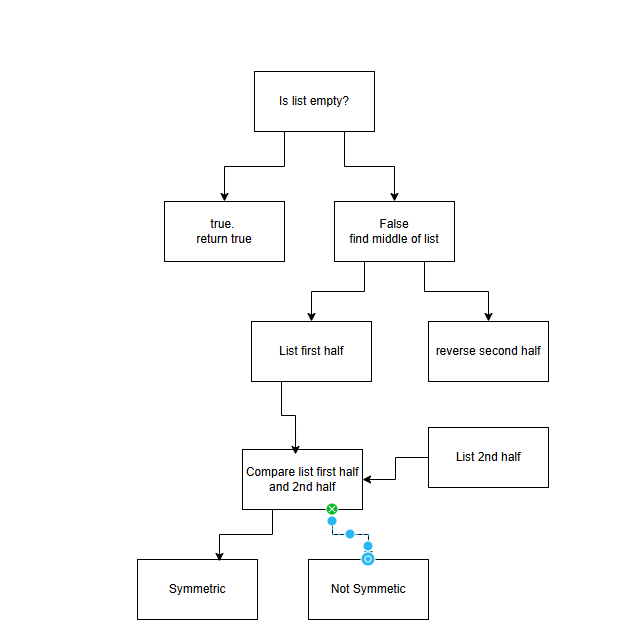 Is list empty?
true.
return true
False
find middle of list
List first half
reverse second half
Compare list first half
and 2nd half
List 2nd half
Symmetric
Not Symmetic